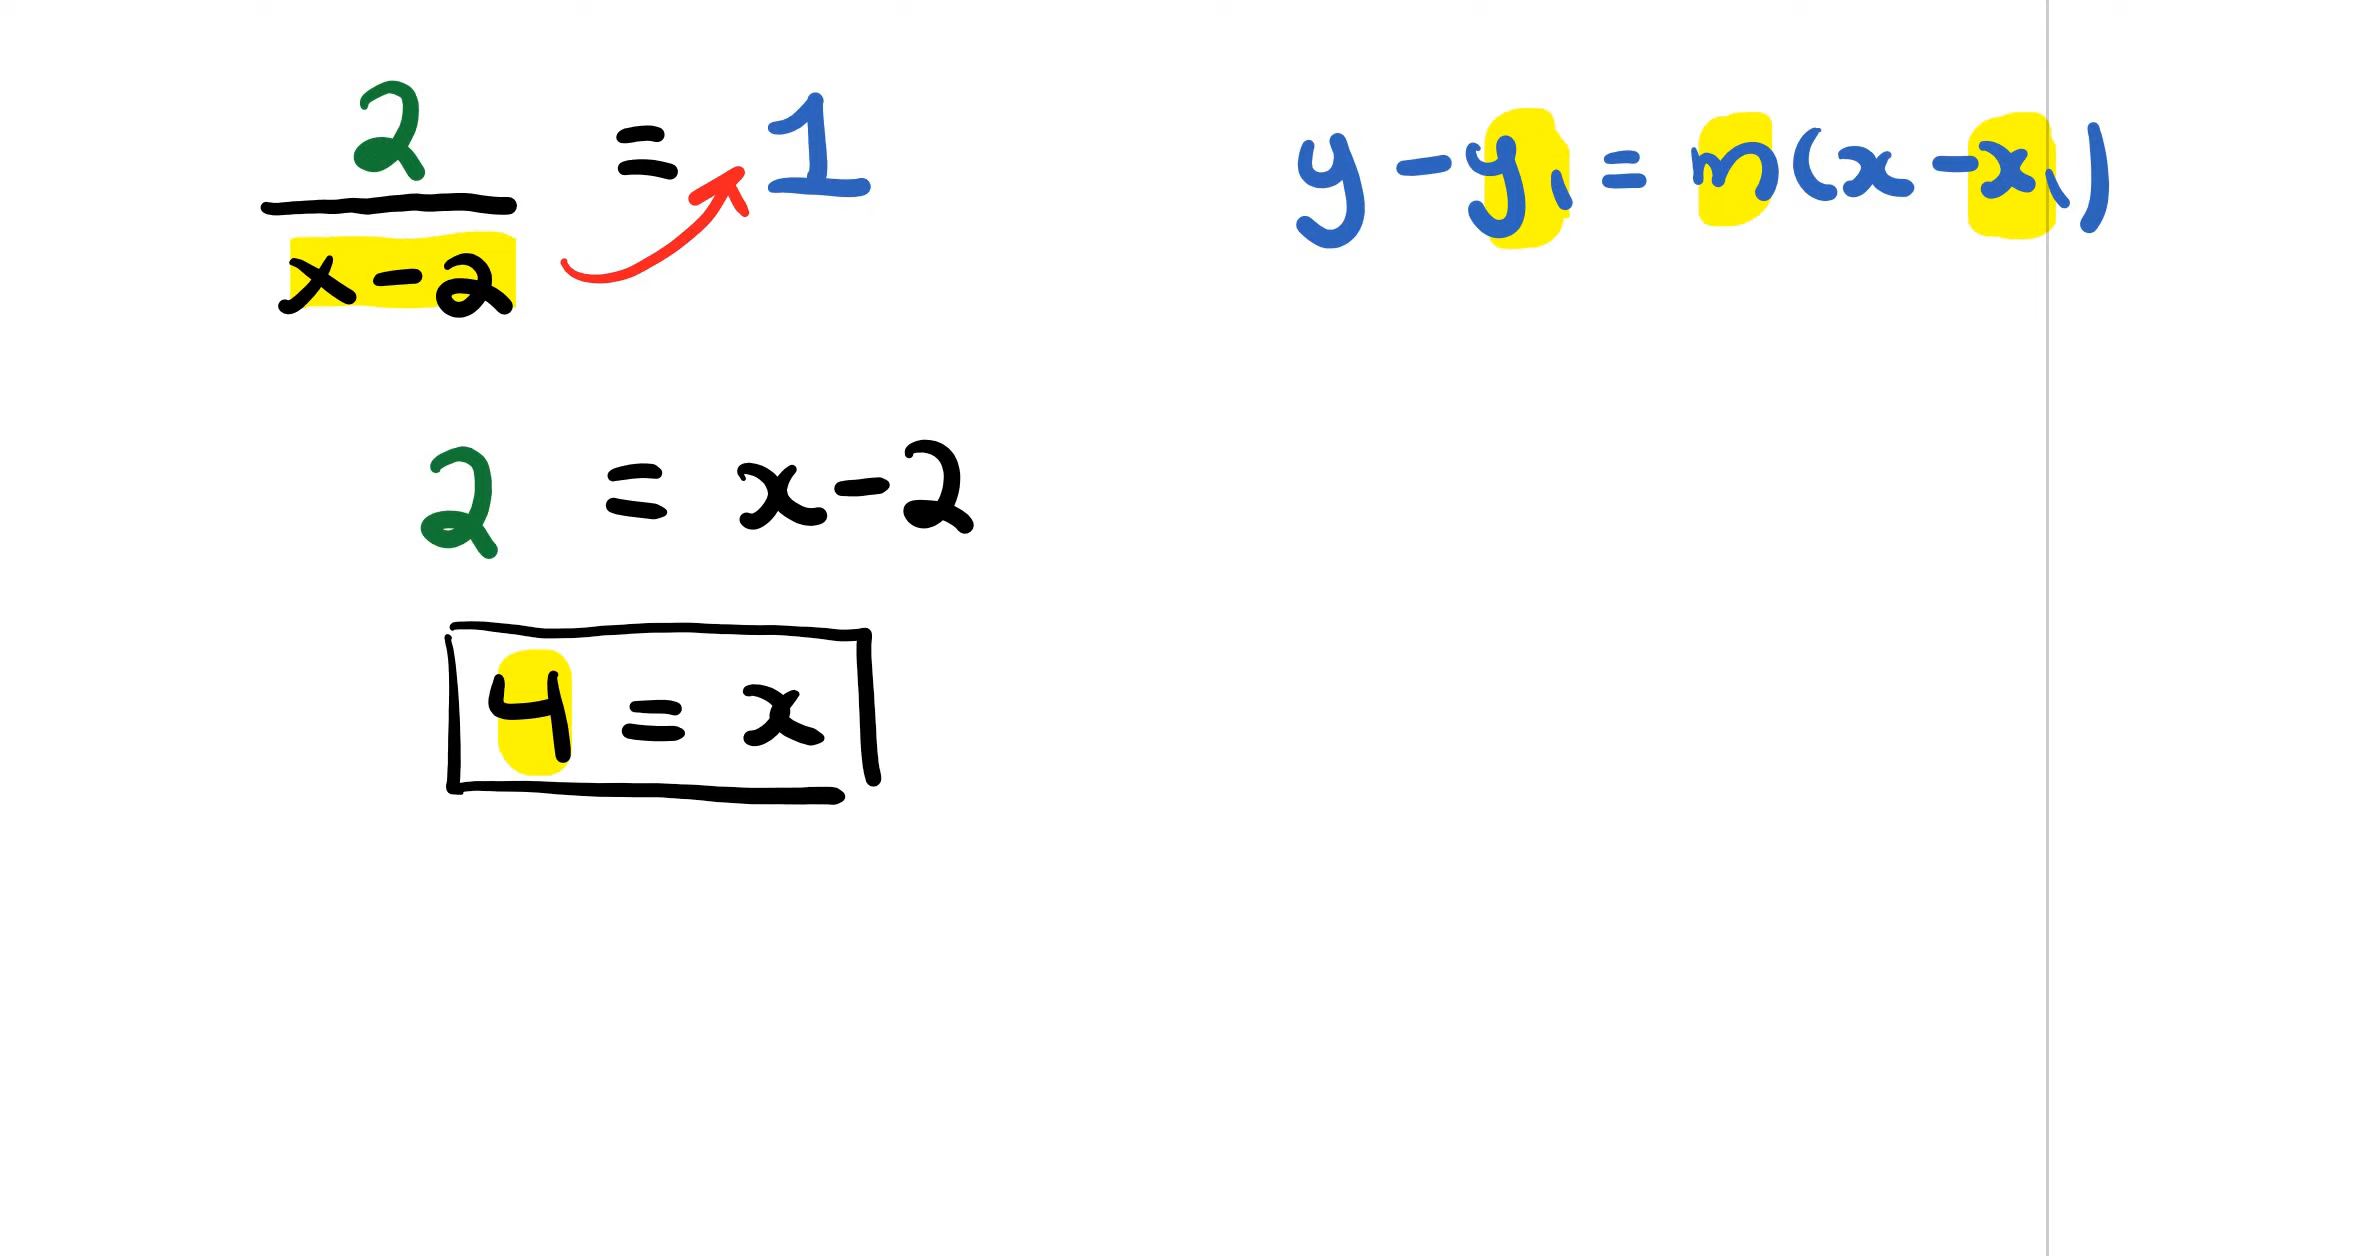 2/(x-2) = 1
2 = x-2
4 = x
y-y₁ = m(x-x₁)